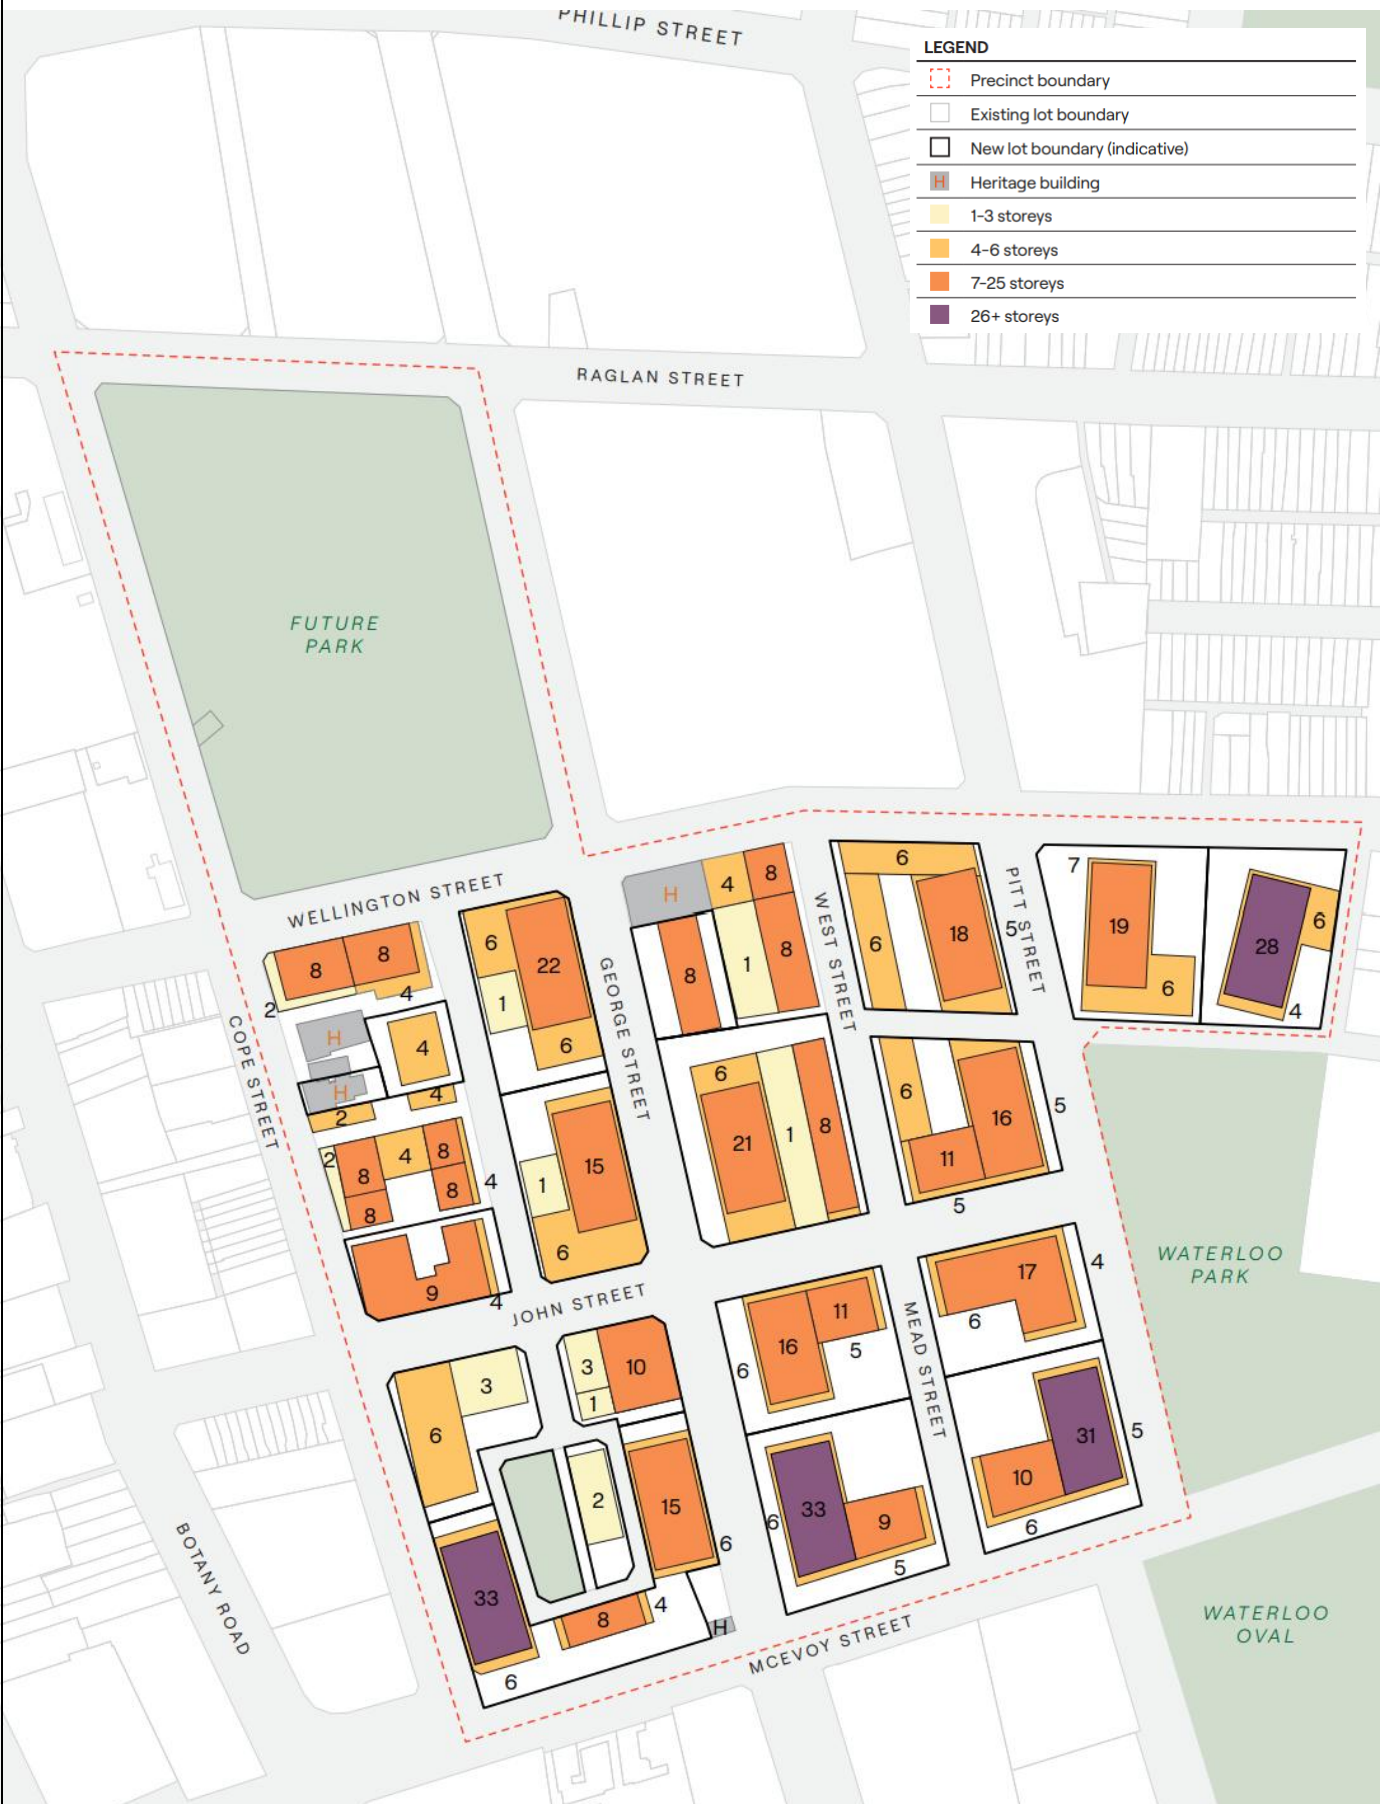 PHILLIP STREET
LEGEND
Precinct boundary
Existing lot boundary
New lot boundary (indicative)
H Heritage building
1-3 storeys
4-6 storeys
7-25 storeys
26+ storeys
RAGLAN STREET
FUTURE
PARK
WELLINGTON STREET
COPE STREET
GEORGE STREET
WEST STREET
PITT STREET
H
4
8
6
7
19
6
28
6
4
8
8
2
4
6
22
1
6
8
1
8
6
18
5
H
4
H
4
2
6
21
1
8
6
16
11
5
5
2
8
4
8
8
8
4
1
15
6
9
4
JOHN STREET
WATERLOO
PARK
17
4
6
16
11
6
5
MEAD STREET
3
6
3
10
1
2
15
6
33
6
8
4
H
33
6
9
5
31
5
10
6
BOTANY ROAD
MCEVOY STREET
WATERLOO
OVAL